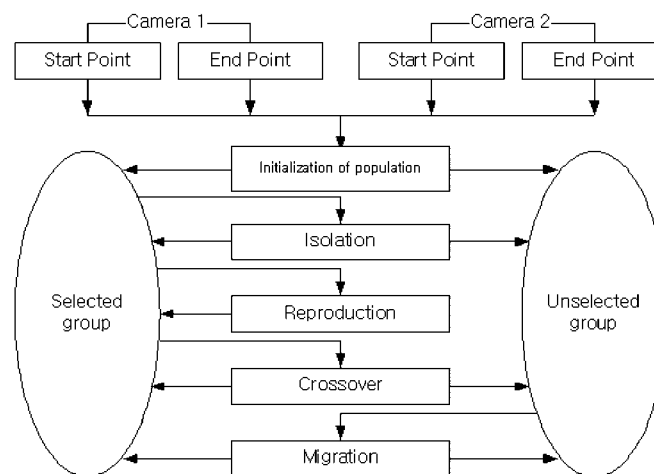 Camera 1
Camera 2
Start Point
End Point
Start Point
End Point
Initialization of population
Isolation
Selected
group
Unselected
group
Reproduction
Crossover
Migration